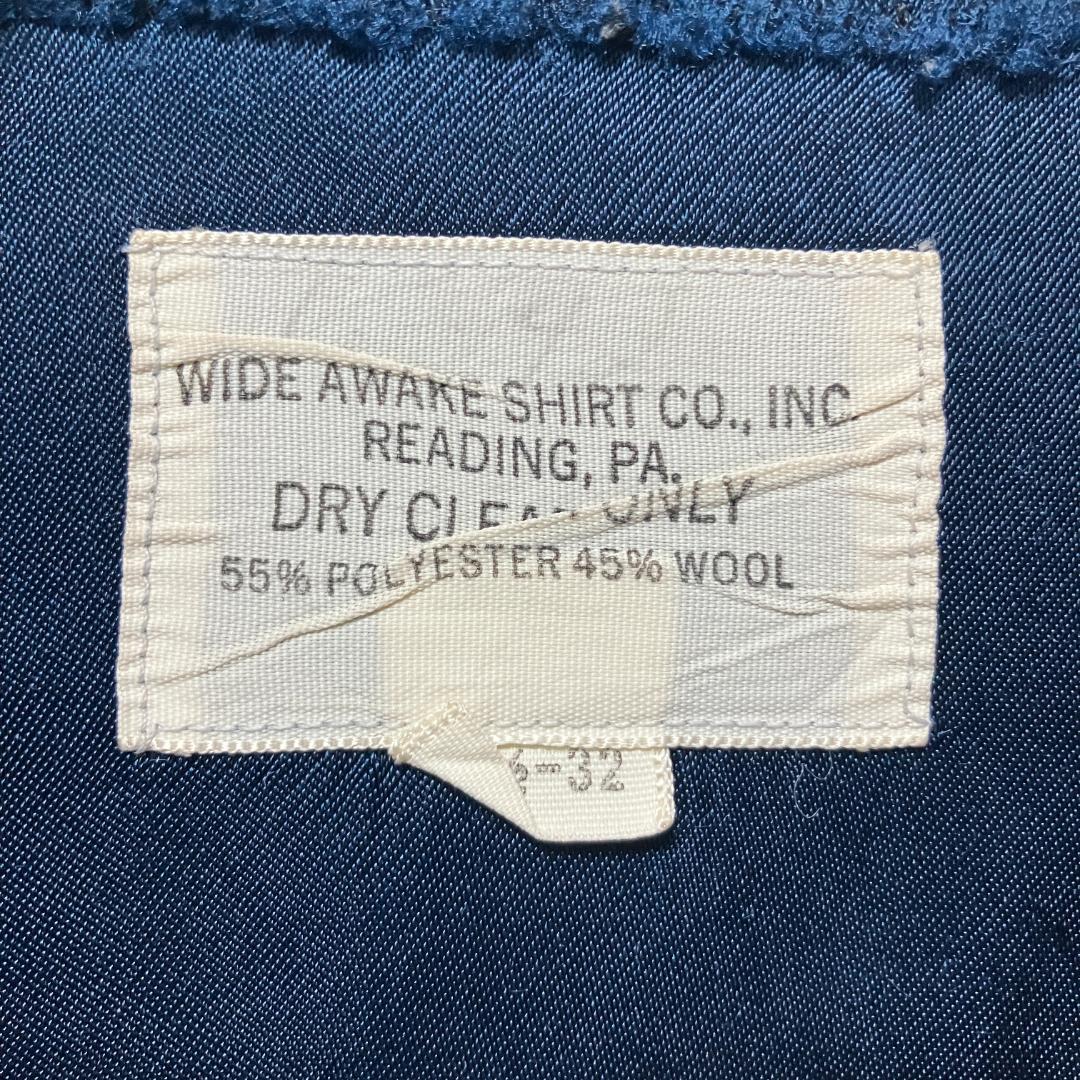 WIDE AWAKE SHIRT CO., INC.
READING, PA.
DRY CLEAN ONLY
55% POLYESTER 45% WOOL
-32